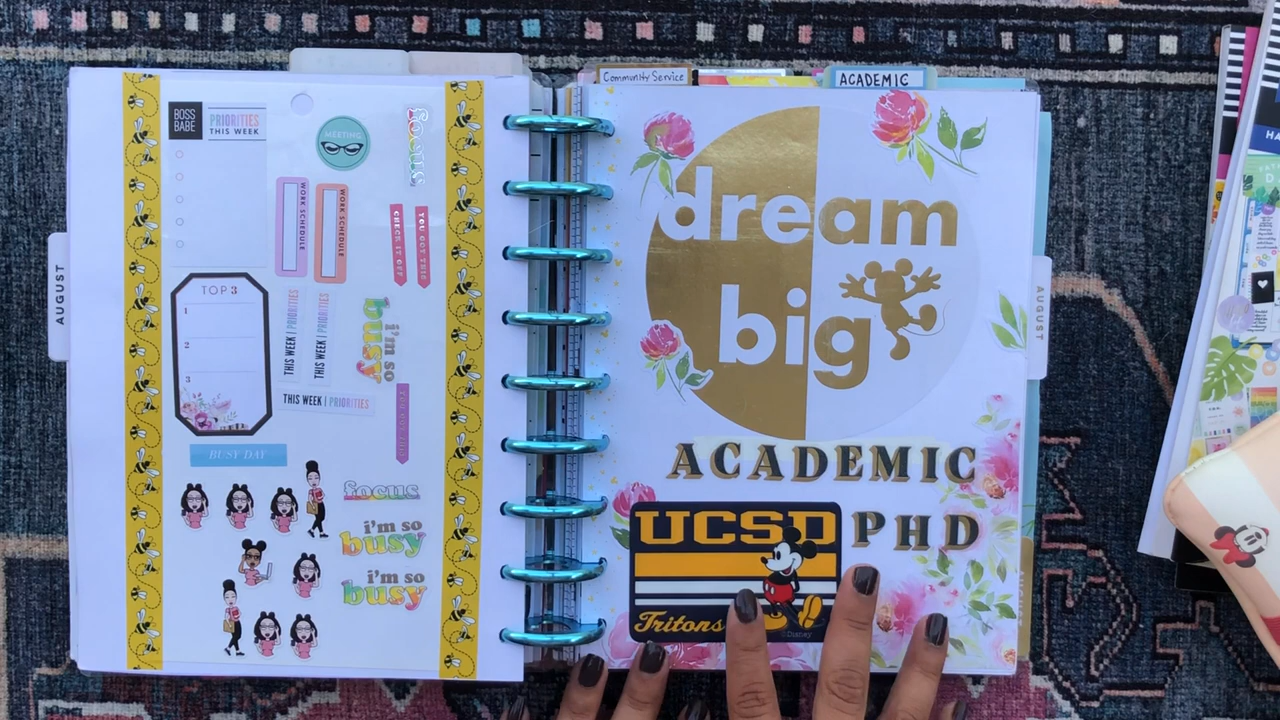 BOSS
BABE
PRIORITIES
THIS WEEK
MEETING
focus
WORK SCHEDULE
WORK SCHEDULE
CHECK IT OFF
YOU GOT THIS
TOP 3
1
2
3
THIS WEEK | PRIORITIES
THIS WEEK | PRIORITIES
i'm so
busy
THIS WEEK | PRIORITIES
BUSY DAY
focus
i'm so
busy
i'm so
busy
AUGUST
Community Service
ACADEMIC
dream
big
ACADEMIC
PHD
UCSD
Tritons
©Disney
AUGUST